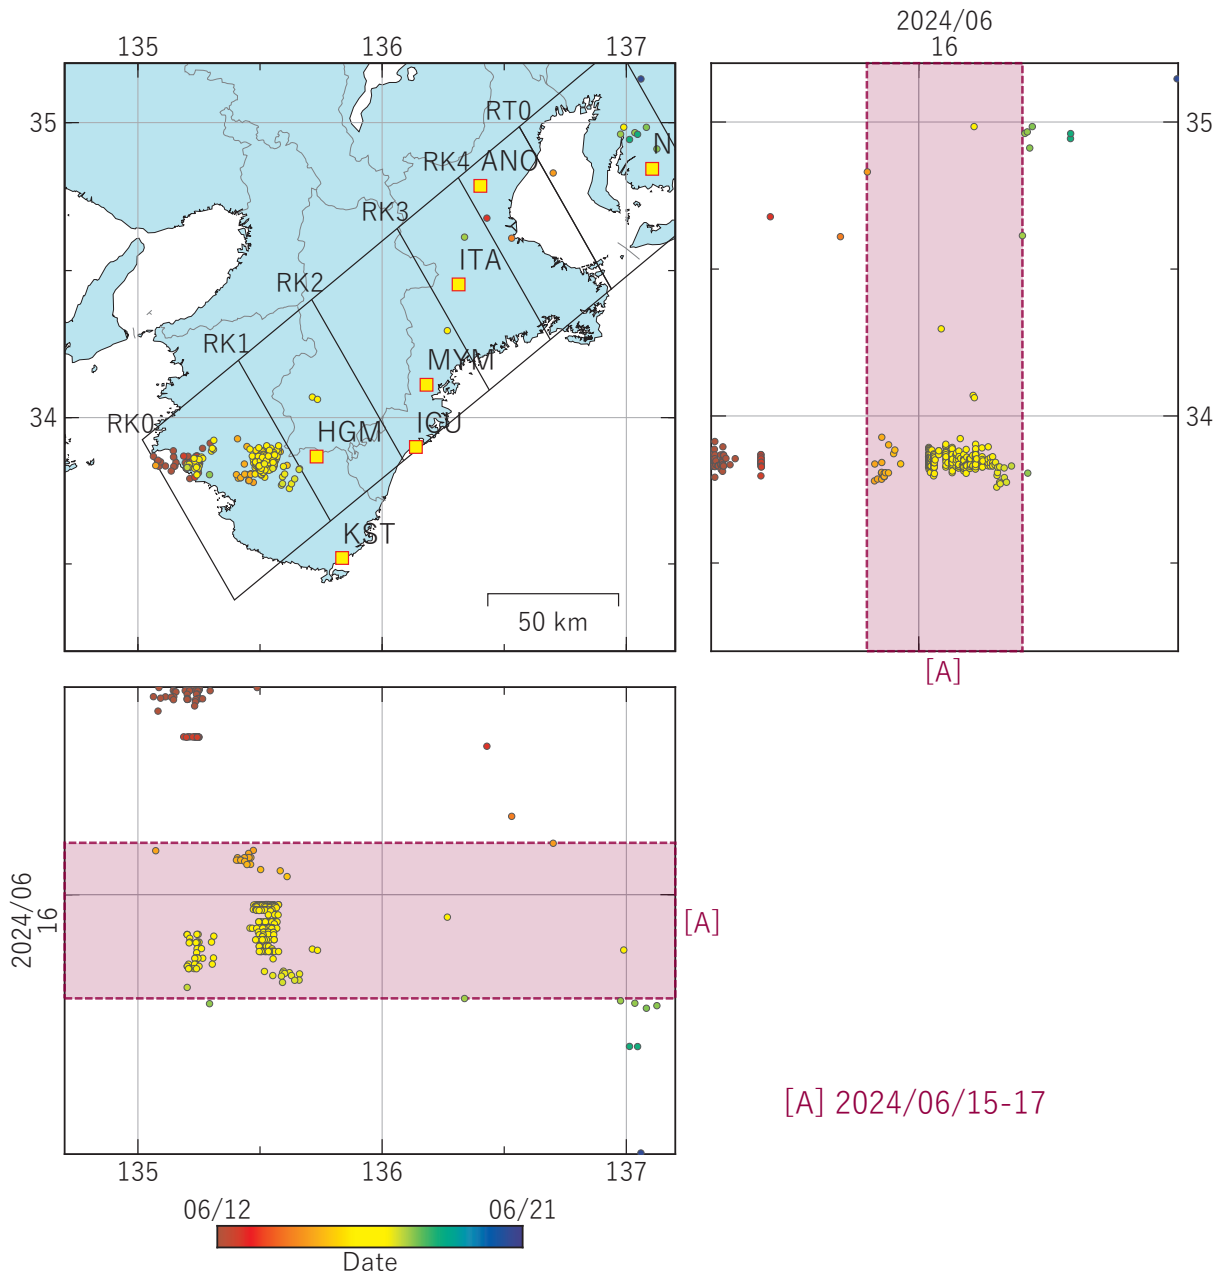 2024/06
135 136 137 16
35 35
RT0
N
RK4 ANO
RK3
ITA
RK2
RK1
MYM
34 34
RK0
HGM
ICU
KST
50 km
[A]
2024/06
16
[A]
[A] 2024/06/15-17
135 136 137
06/12 06/21
Date